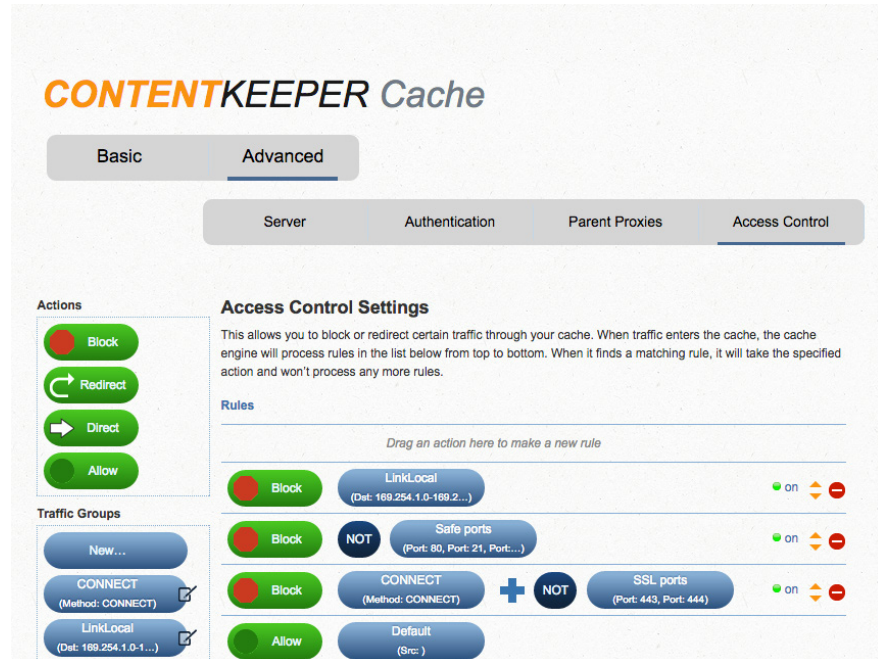 CONTENTKEEPER Cache
Basic
Advanced
Server
Authentication
Parent Proxies
Access Control
Actions
Block
Redirect
Direct
Allow
Traffic Groups
New...
CONNECT
(Method: CONNECT)
LinkLocal
(Dst: 169.254.1.0-1...)
Access Control Settings
This allows you to block or redirect certain traffic through your cache. When traffic enters the cache, the cache
engine will process rules in the list below from top to bottom. When it finds a matching rule, it will take the specified
action and won't process any more rules.
Rules
Drag an action here to make a new rule
Block
LinkLocal
(Dst: 169.254.1.0-169.2...)
on
Block
NOT
Safe ports
(Port: 80, Port: 21, Port:...)
on
Block
CONNECT
(Method: CONNECT)
NOT
SSL ports
(Port: 443, Port: 444)
on
Allow
Default
(Src: )